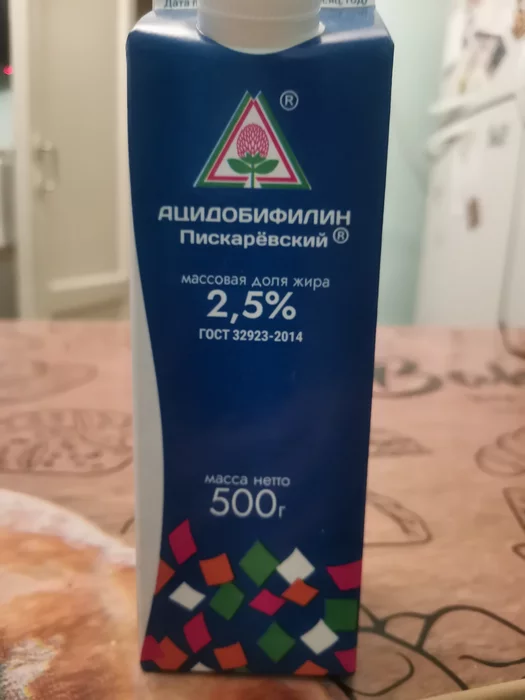 ®
АЦИДОБИФИЛИН
Пискарёвский ®
массовая доля жира
2,5%
ГОСТ 32923-2014
масса нетто
500г